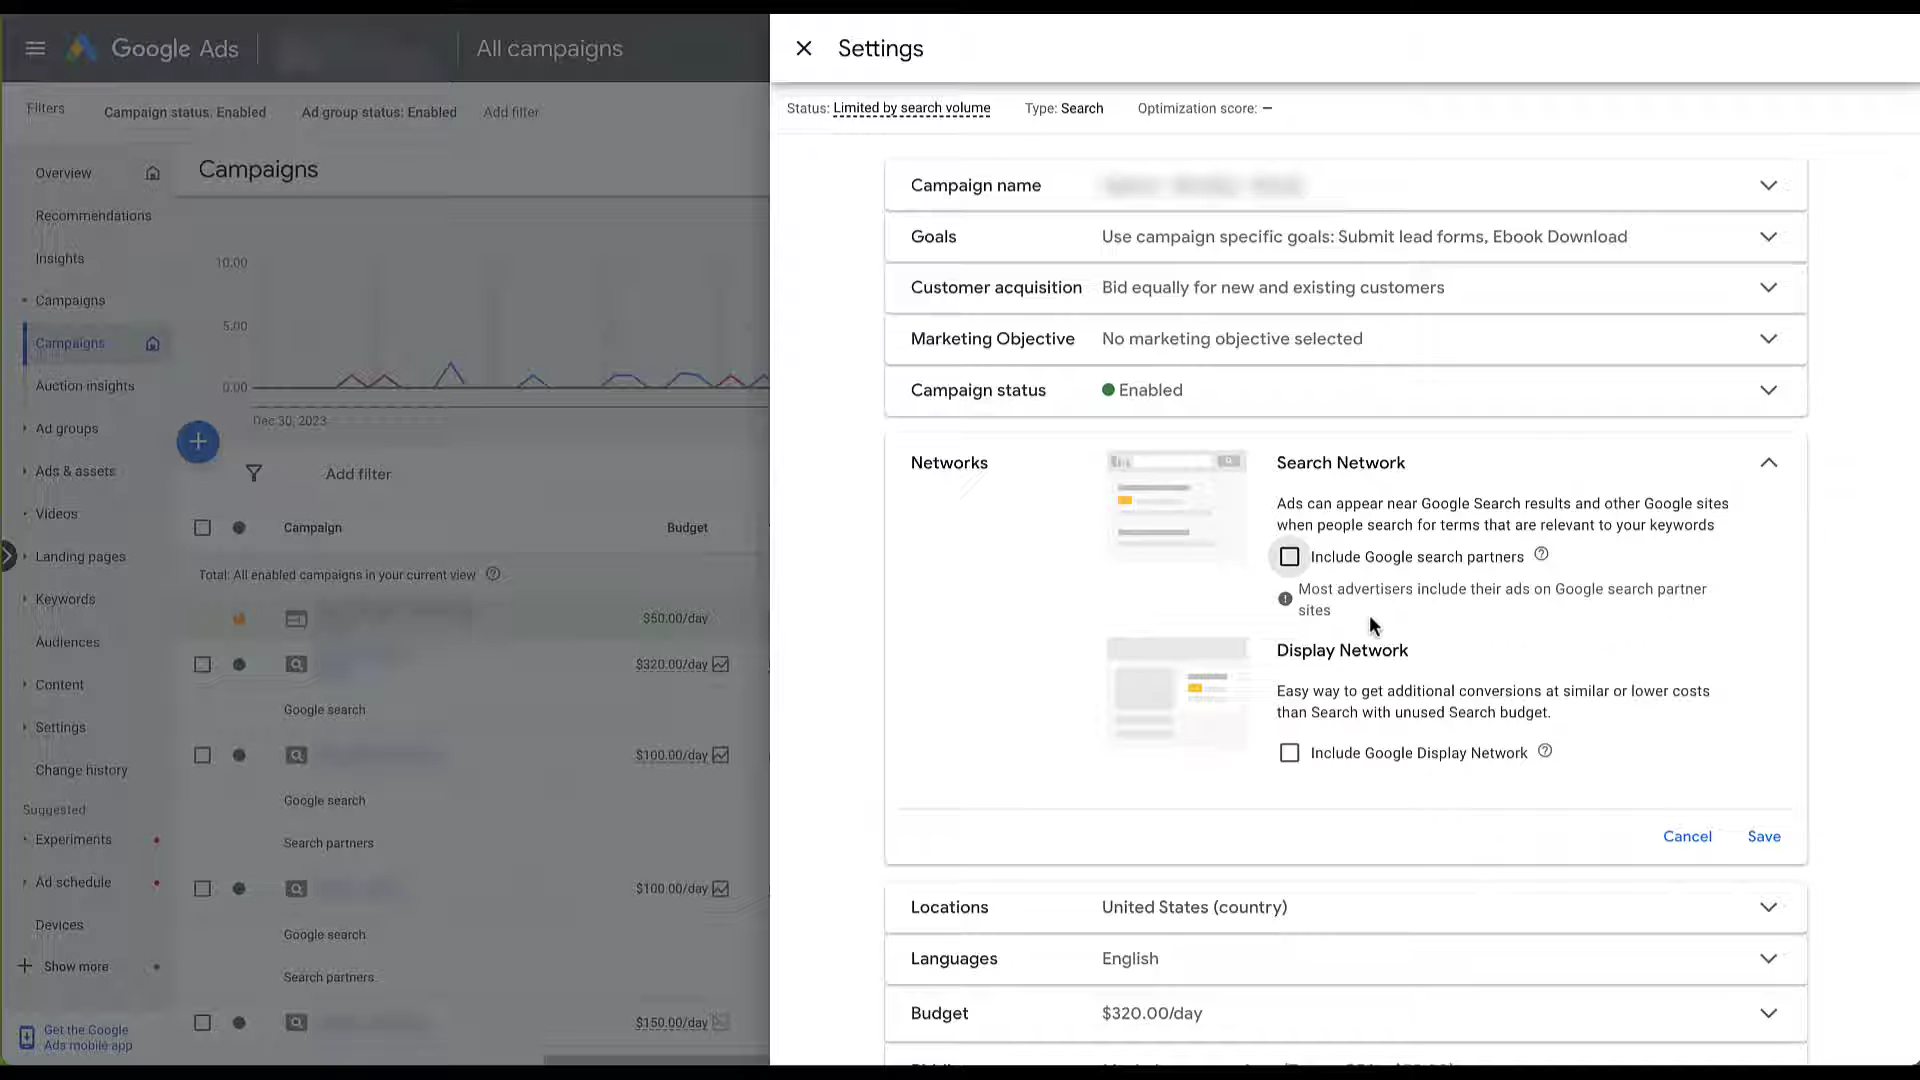 Google Ads
All campaigns
Filters
Campaign status: Enabled
Ad group status: Enabled
Add filter
Overview
Recommendations
Insights
Campaigns
Campaigns
Auction insights
Ad groups
Ads & assets
Videos
Landing pages
Keywords
Audiences
Content
Settings
Change history
Suggested
Experiments
Ad schedule
Devices
Show more
Get the Google
Ads mobile app
Campaigns
10.00
5.00
0.00
Dec 30, 2023
Add filter
Campaign
Budget
Total: All enabled campaigns in your current view
$50.00/day
$320.00/day
Google search
$100.00/day
Google search
Search partners
$100.00/day
Google search
Search partners
$150.00/day
Settings
Status: Limited by search volume
Type: Search
Optimization score: –
Campaign name
Goals
Use campaign specific goals: Submit lead forms, Ebook Download
Customer acquisition
Bid equally for new and existing customers
Marketing Objective
No marketing objective selected
Campaign status
Enabled
Networks
Search Network
Ads can appear near Google Search results and other Google sites
when people search for terms that are relevant to your keywords
Include Google search partners
Most advertisers include their ads on Google search partner
sites
Display Network
Easy way to get additional conversions at similar or lower costs
than Search with unused Search budget.
Include Google Display Network
Cancel
Save
Locations
United States (country)
Languages
English
Budget
$320.00/day